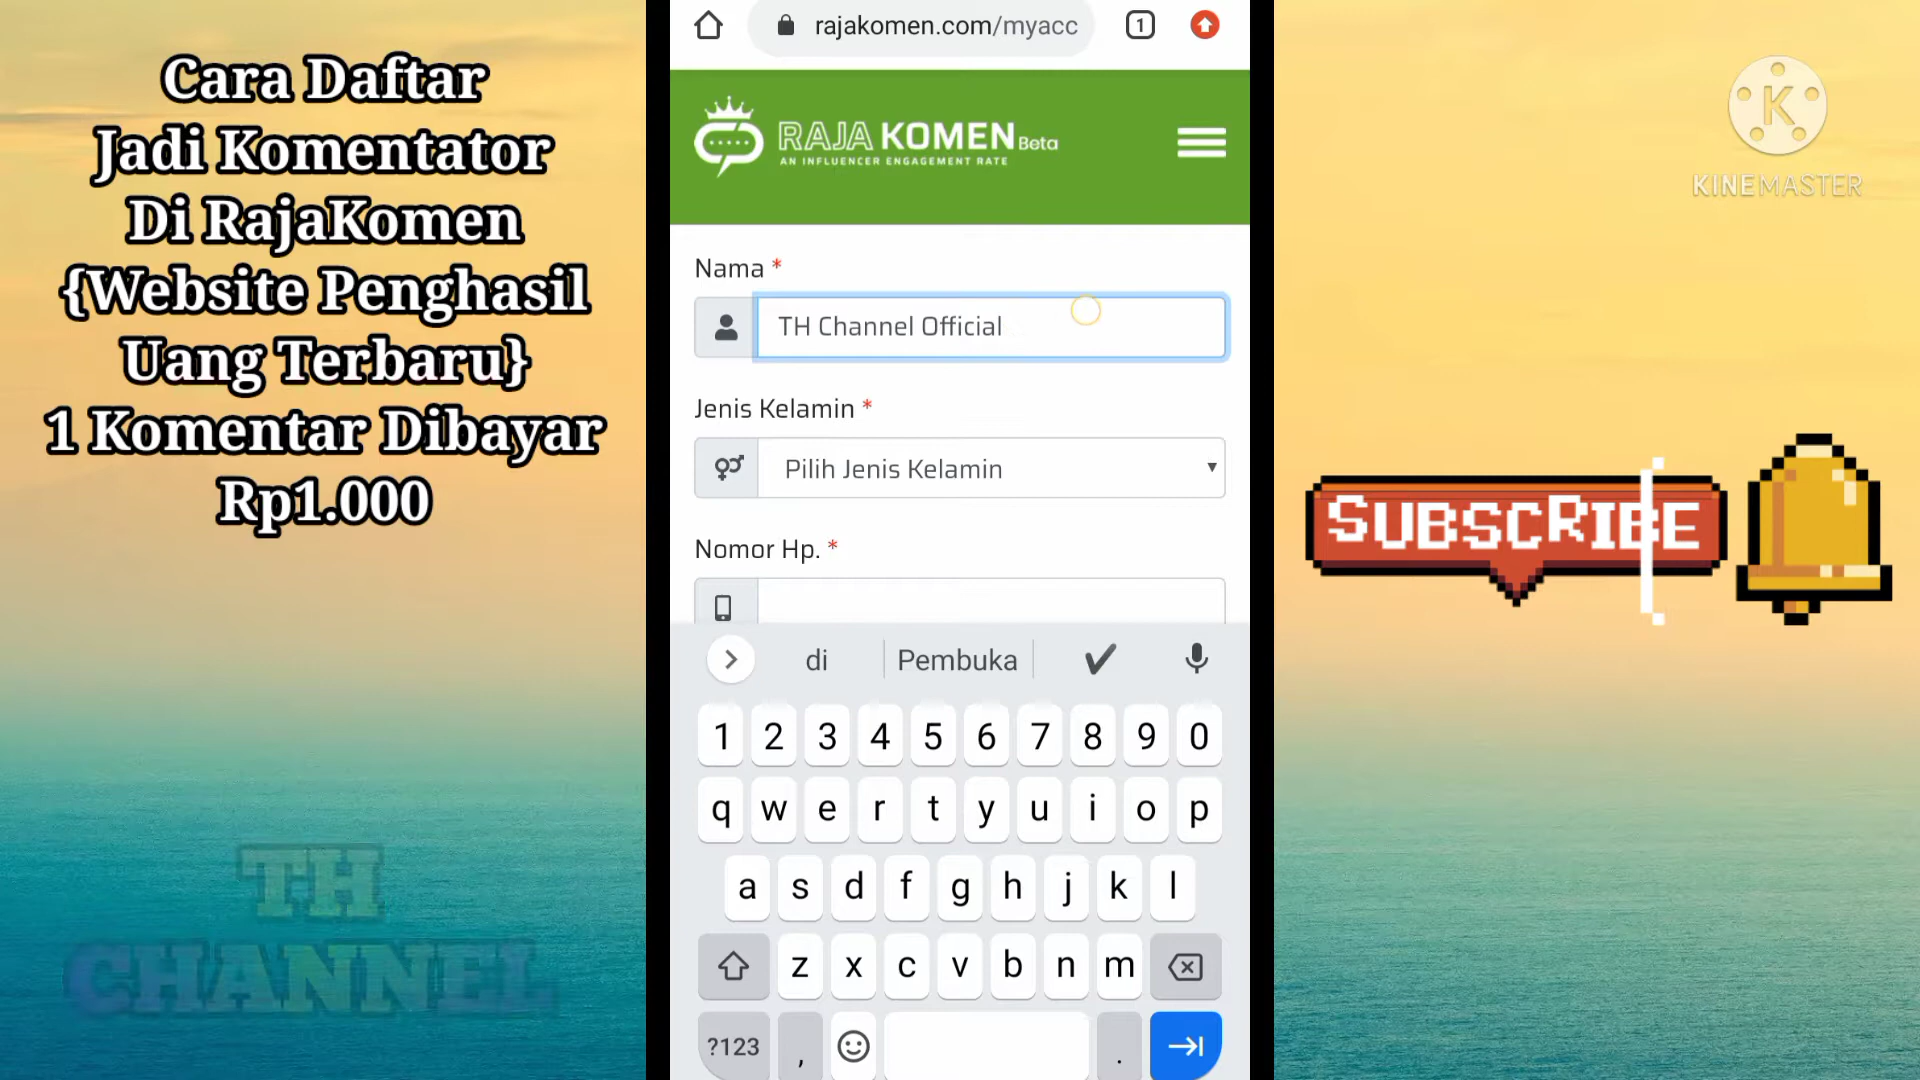 Cara Daftar
Jadi Komentator
Di RajaKomen
{Website Penghasil
Uang Terbaru}
1 Komentar Dibayar
Rp1.000
TH
CHANNEL
rajakomen.com/myacc
1
RAJA KOMEN Beta
AN INFLUENCER ENGAGEMENT RATE
Nama *
TH Channel Official
Jenis Kelamin *
Pilih Jenis Kelamin
Nomor Hp. *
di Pembuka
1 2 3 4 5 6 7 8 9 0
q w e r t y u i o p
a s d f g h j k l
z x c v b n m
?123 , .
K
KINEMASTER
SUBSCRIBE